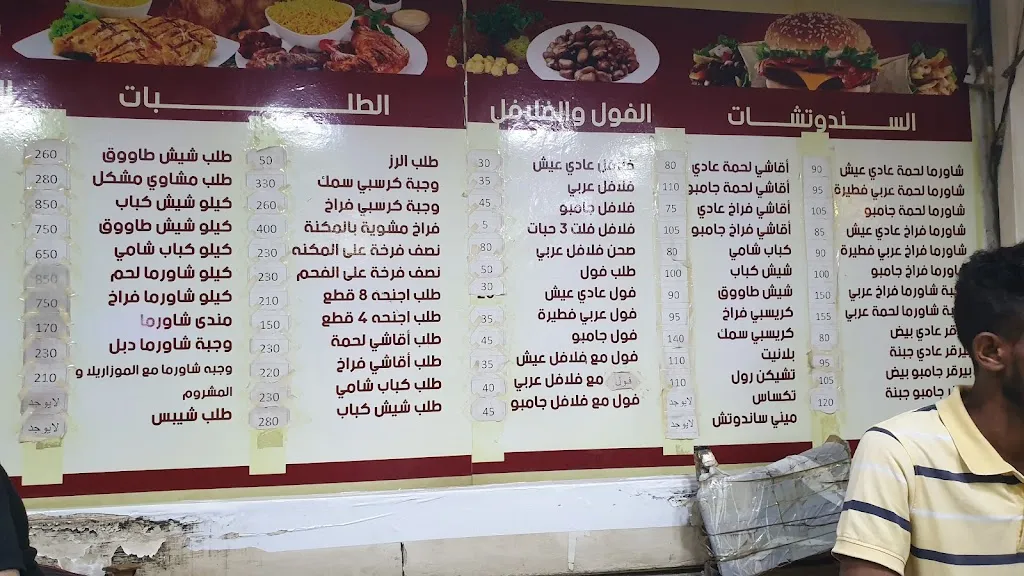 السندوتشات
شاورما لحمة عادي عيش 90
شاورما لحمة عربي فطيرة 95
شاورما لحمة جامبو 105
شاورما فراخ عادي عيش 85
شاورما فراخ عربي فطيرة 90
شاورما فراخ جامبو 100
شاورما فراخ عربي 150
شاورما لحمة عربي 155
عادي بيض 80
عادي جبنة 95
بيرقر جامبو بيض 105
جامبو جبنة 120
أقاشي لحمة عادي 80
أقاشي لحمة جامبو 110
أقاشي فراخ عادي 75
أقاشي فراخ جامبو 105
كباب شامي 80
شيش كباب 100
شيش طاووق 90
كريسبي فراخ 95
كريسبي سمك 140
بلانيت 110
تشيكن رول 110
تكساس لايوجد
ميني ساندوتش لايوجد
الفول والفلافل
فلافل عادي عيش 30
فلافل عربي 35
فلافل جامبو 45
فلافل فلت 3 حبات 5
صحن فلافل عربي 80
طلب فول 50
فول عادي عيش 30
فول عربي فطيرة 35
فول جامبو 45
فول مع فلافل عيش 35
فول مع فلافل عربي 40
فول مع فلافل جامبو 45
الطلبات
طلب الرز 50
وجبة كرسبي سمك 330
وجبة كرسبي فراخ 260
فراخ مشوية بالمكنة 400
نصف فرخة على المكنه 230
نصف فرخة على الفحم 230
طلب اجنحه 8 قطع 210
طلب اجنحه 4 قطع 150
طلب أقاشي لحمة 230
طلب أقاشي فراخ 220
طلب كباب شامي 230
طلب شيش كباب 280
طلب شيش طاووق 260
طلب مشاوي مشكل 280
كيلو شيش كباب 850
كيلو شيش طاووق 750
كيلو كباب شامي 650
كيلو شاورما لحم 850
كيلو شاورما فراخ 750
مندى شاورما 170
وجبة شاورما دبل 230
وجبه شاورما مع الموزاريلا و 210
المشروم لايوجد
طلب شيبس لايوجد